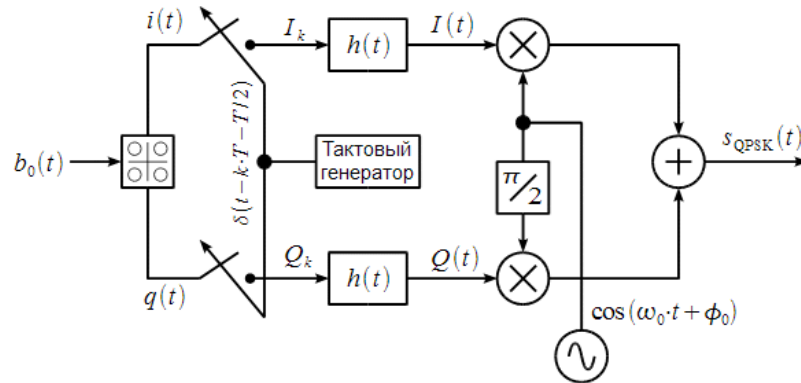 i(t)
I_k
h(t)
I(t)
b_0(t)
δ(t−k·T−T/2)
Тактовый
генератор
π/2
s_QPSK(t)
q(t)
Q_k
h(t)
Q(t)
cos(ω_0·t+ϕ_0)